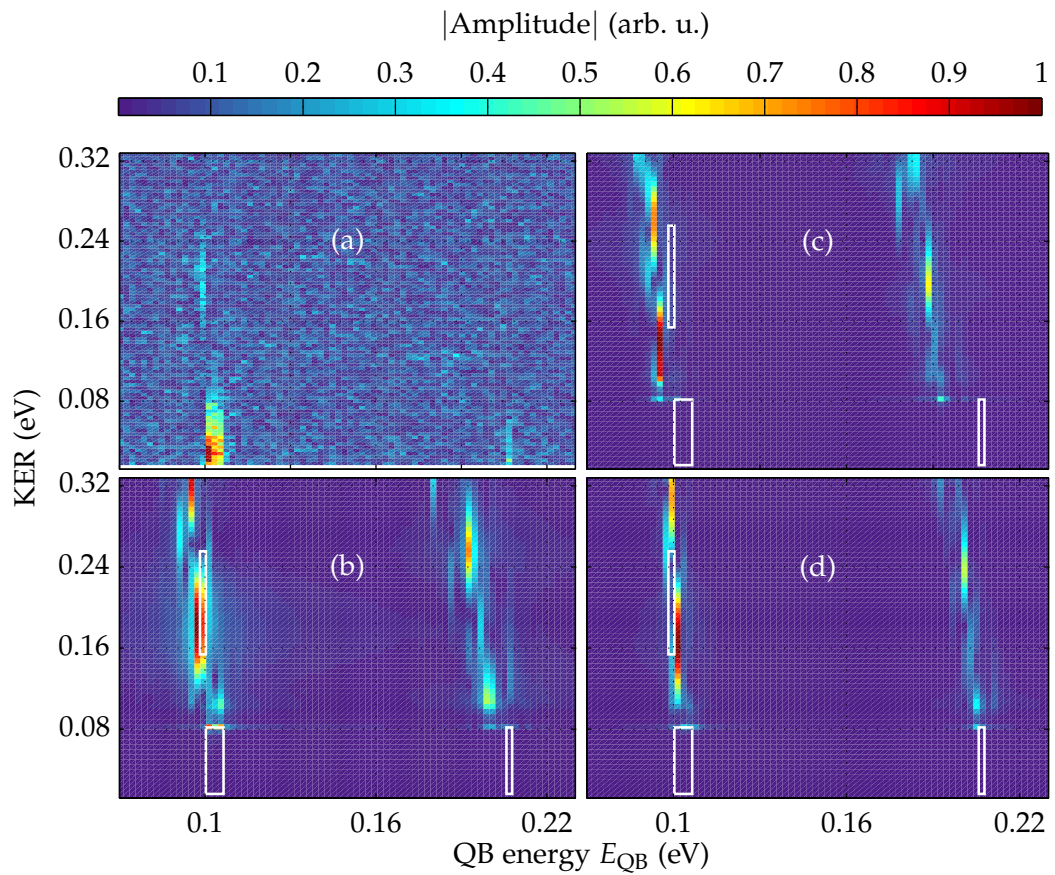 |Amplitude| (arb. u.)
0.1 0.2 0.3 0.4 0.5 0.6 0.7 0.8 0.9 1
0.32
0.24
0.16
0.08
(a)
(c)
KER (eV)
0.32
0.24
0.16
0.08
(b)
(d)
0.1 0.16 0.22 0.1 0.16 0.22
QB energy E_QB (eV)